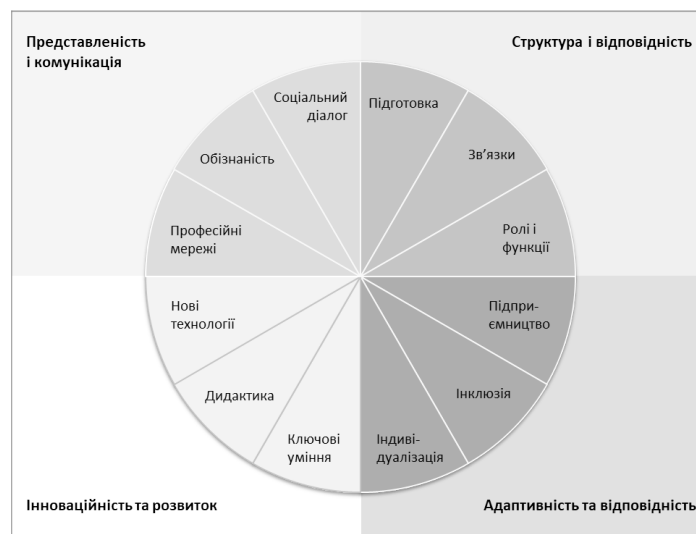 Представленість
і комунікація
Структура і відповідність
Соціальний
діалог
Підготовка
Обізнаність
Зв’язки
Професійні
мережі
Ролі і
функції
Нові
технології
Підпри-
ємництво
Дидактика
Інклюзія
Ключові
уміння
Індиві-
дуалізація
Інноваційність та розвиток
Адаптивність та відповідність